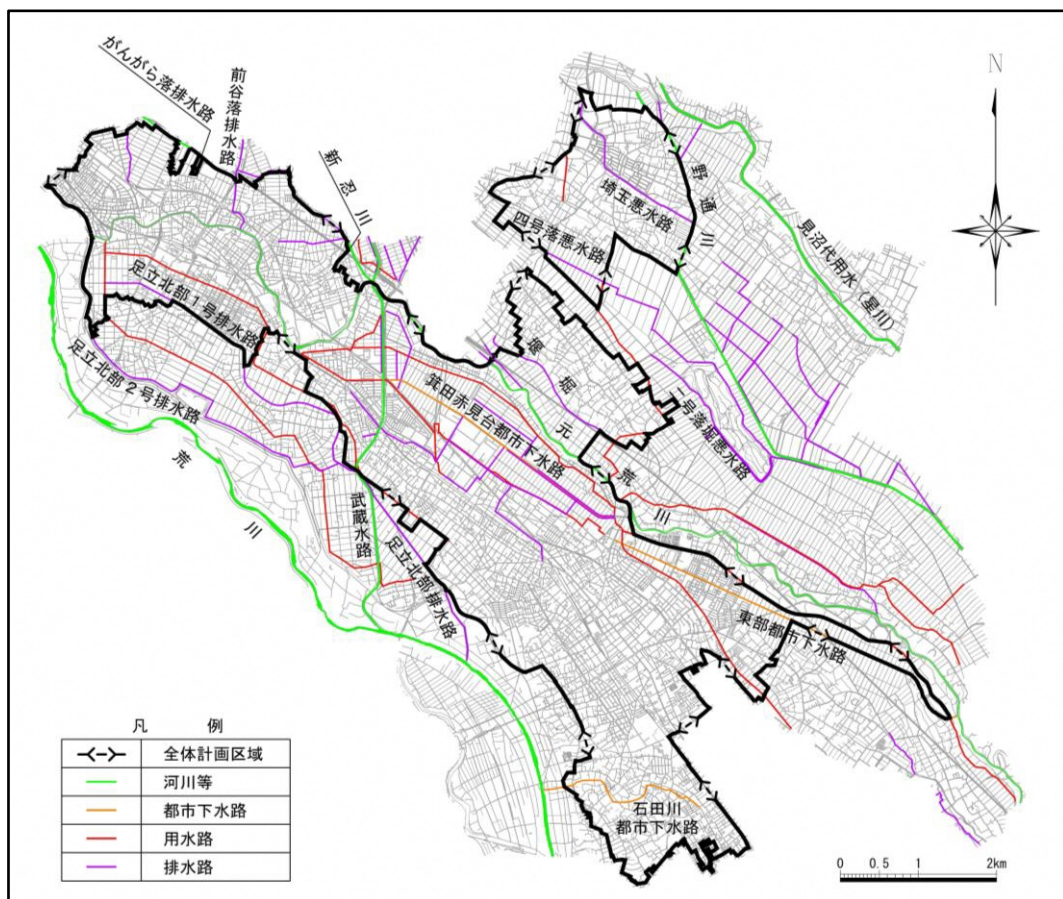 がんがら落排水路
前谷落排水路
新忍川
野通川
埼玉悪水路
四号落悪水路
見沼代用水（星川）
足立北部１号排水路
足立北部２号排水路
堀
元荒川
箕田赤見台都市下水路
二号落堀悪水路
荒川
武蔵水路
足立北部排水路
東部都市下水路
石田川
都市下水路
N
凡 例
全体計画区域
河川等
都市下水路
用水路
排水路
0 0.5 1 2km